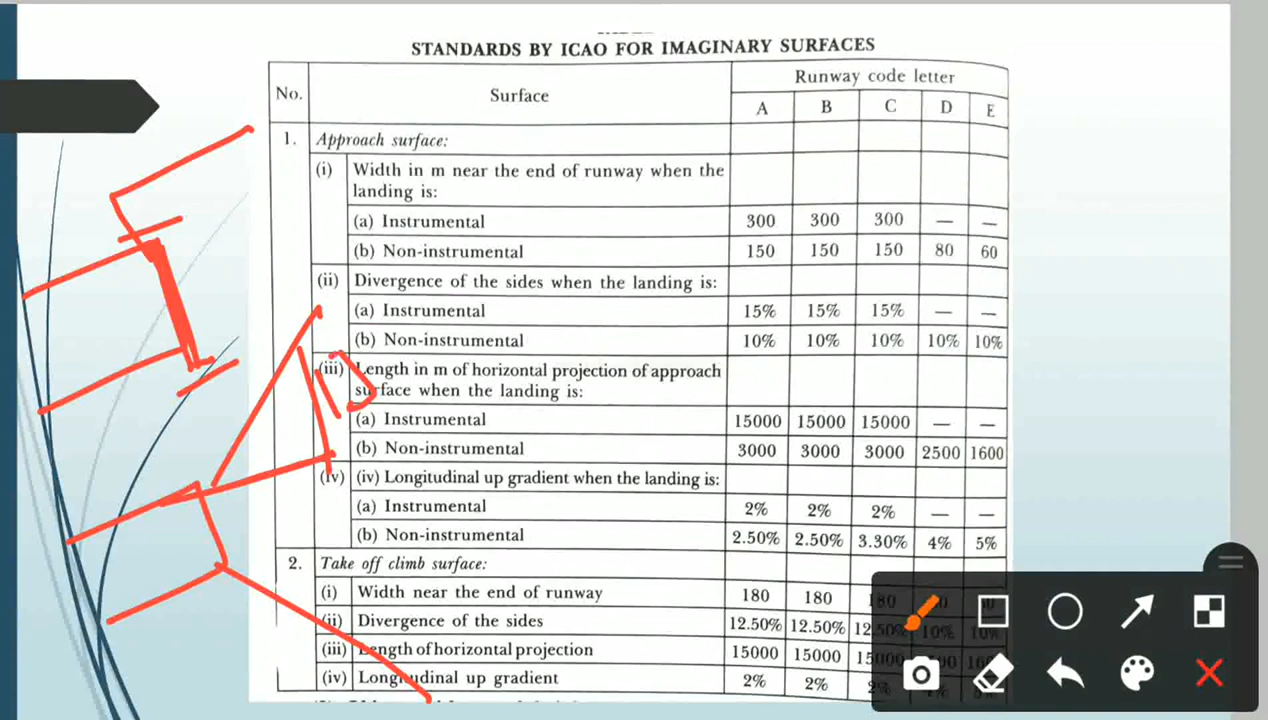 STANDARDS BY ICAO FOR IMAGINARY SURFACES
No. Surface Runway code letter
A B C D E
1. Approach surface:
(i) Width in m near the end of runway when the
landing is:
(a) Instrumental 300 300 300 — —
(b) Non-instrumental 150 150 150 80 60
(ii) Divergence of the sides when the landing is:
(a) Instrumental 15% 15% 15% — —
(b) Non-instrumental 10% 10% 10% 10% 10%
(iii) Length in m of horizontal projection of approach
surface when the landing is:
(a) Instrumental 15000 15000 15000 — —
(b) Non-instrumental 3000 3000 3000 2500 1600
(iv) (iv) Longitudinal up gradient when the landing is:
(a) Instrumental 2% 2% 2% — —
(b) Non-instrumental 2.50% 2.50% 3.30% 4% 5%
2. Take off climb surface:
(i) Width near the end of runway 180 180 180
(ii) Divergence of the sides 12.50% 12.50% 12.50% 10% 10%
(iii) Length of horizontal projection 15000 15000 15000
(iv) Longitudinal up gradient 2% 2% 2%